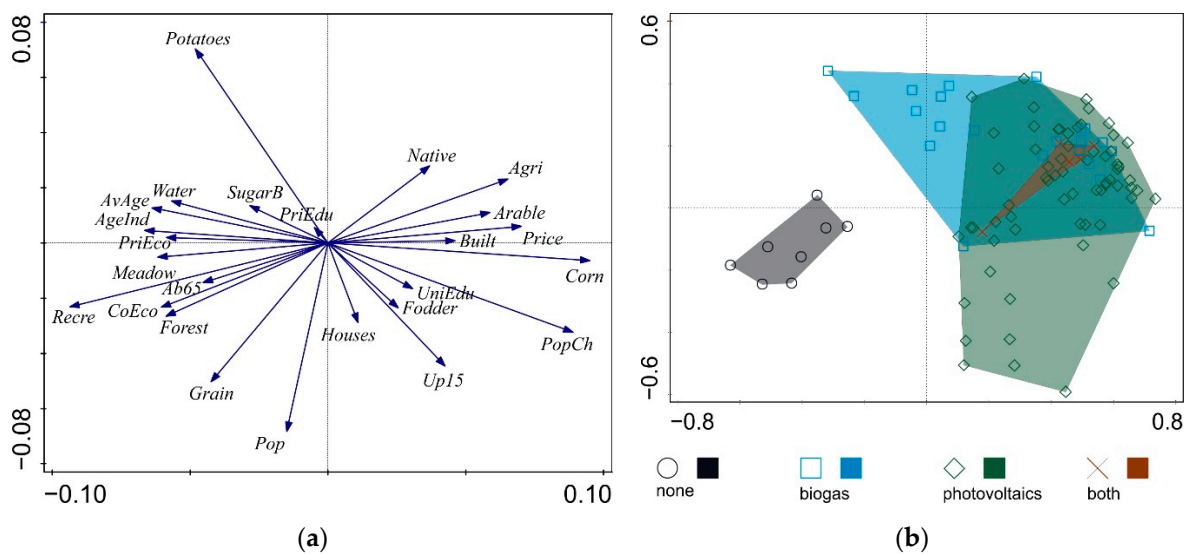 0.08
Potatoes
Native
Agri
Water
AvAge
SugarB
AgeInd
PriEdu
Arable
PriEco
Built
Price
Meadow
Corn
Ab65
UniEdu
Recre
CoEco
Fodder
Forest
Houses
PopCh
Grain
Up15
Pop
−0.08
−0.10
0.10
(a)
0.6
−0.6
−0.8
0.8
none
biogas
photovoltaics
both
(b)